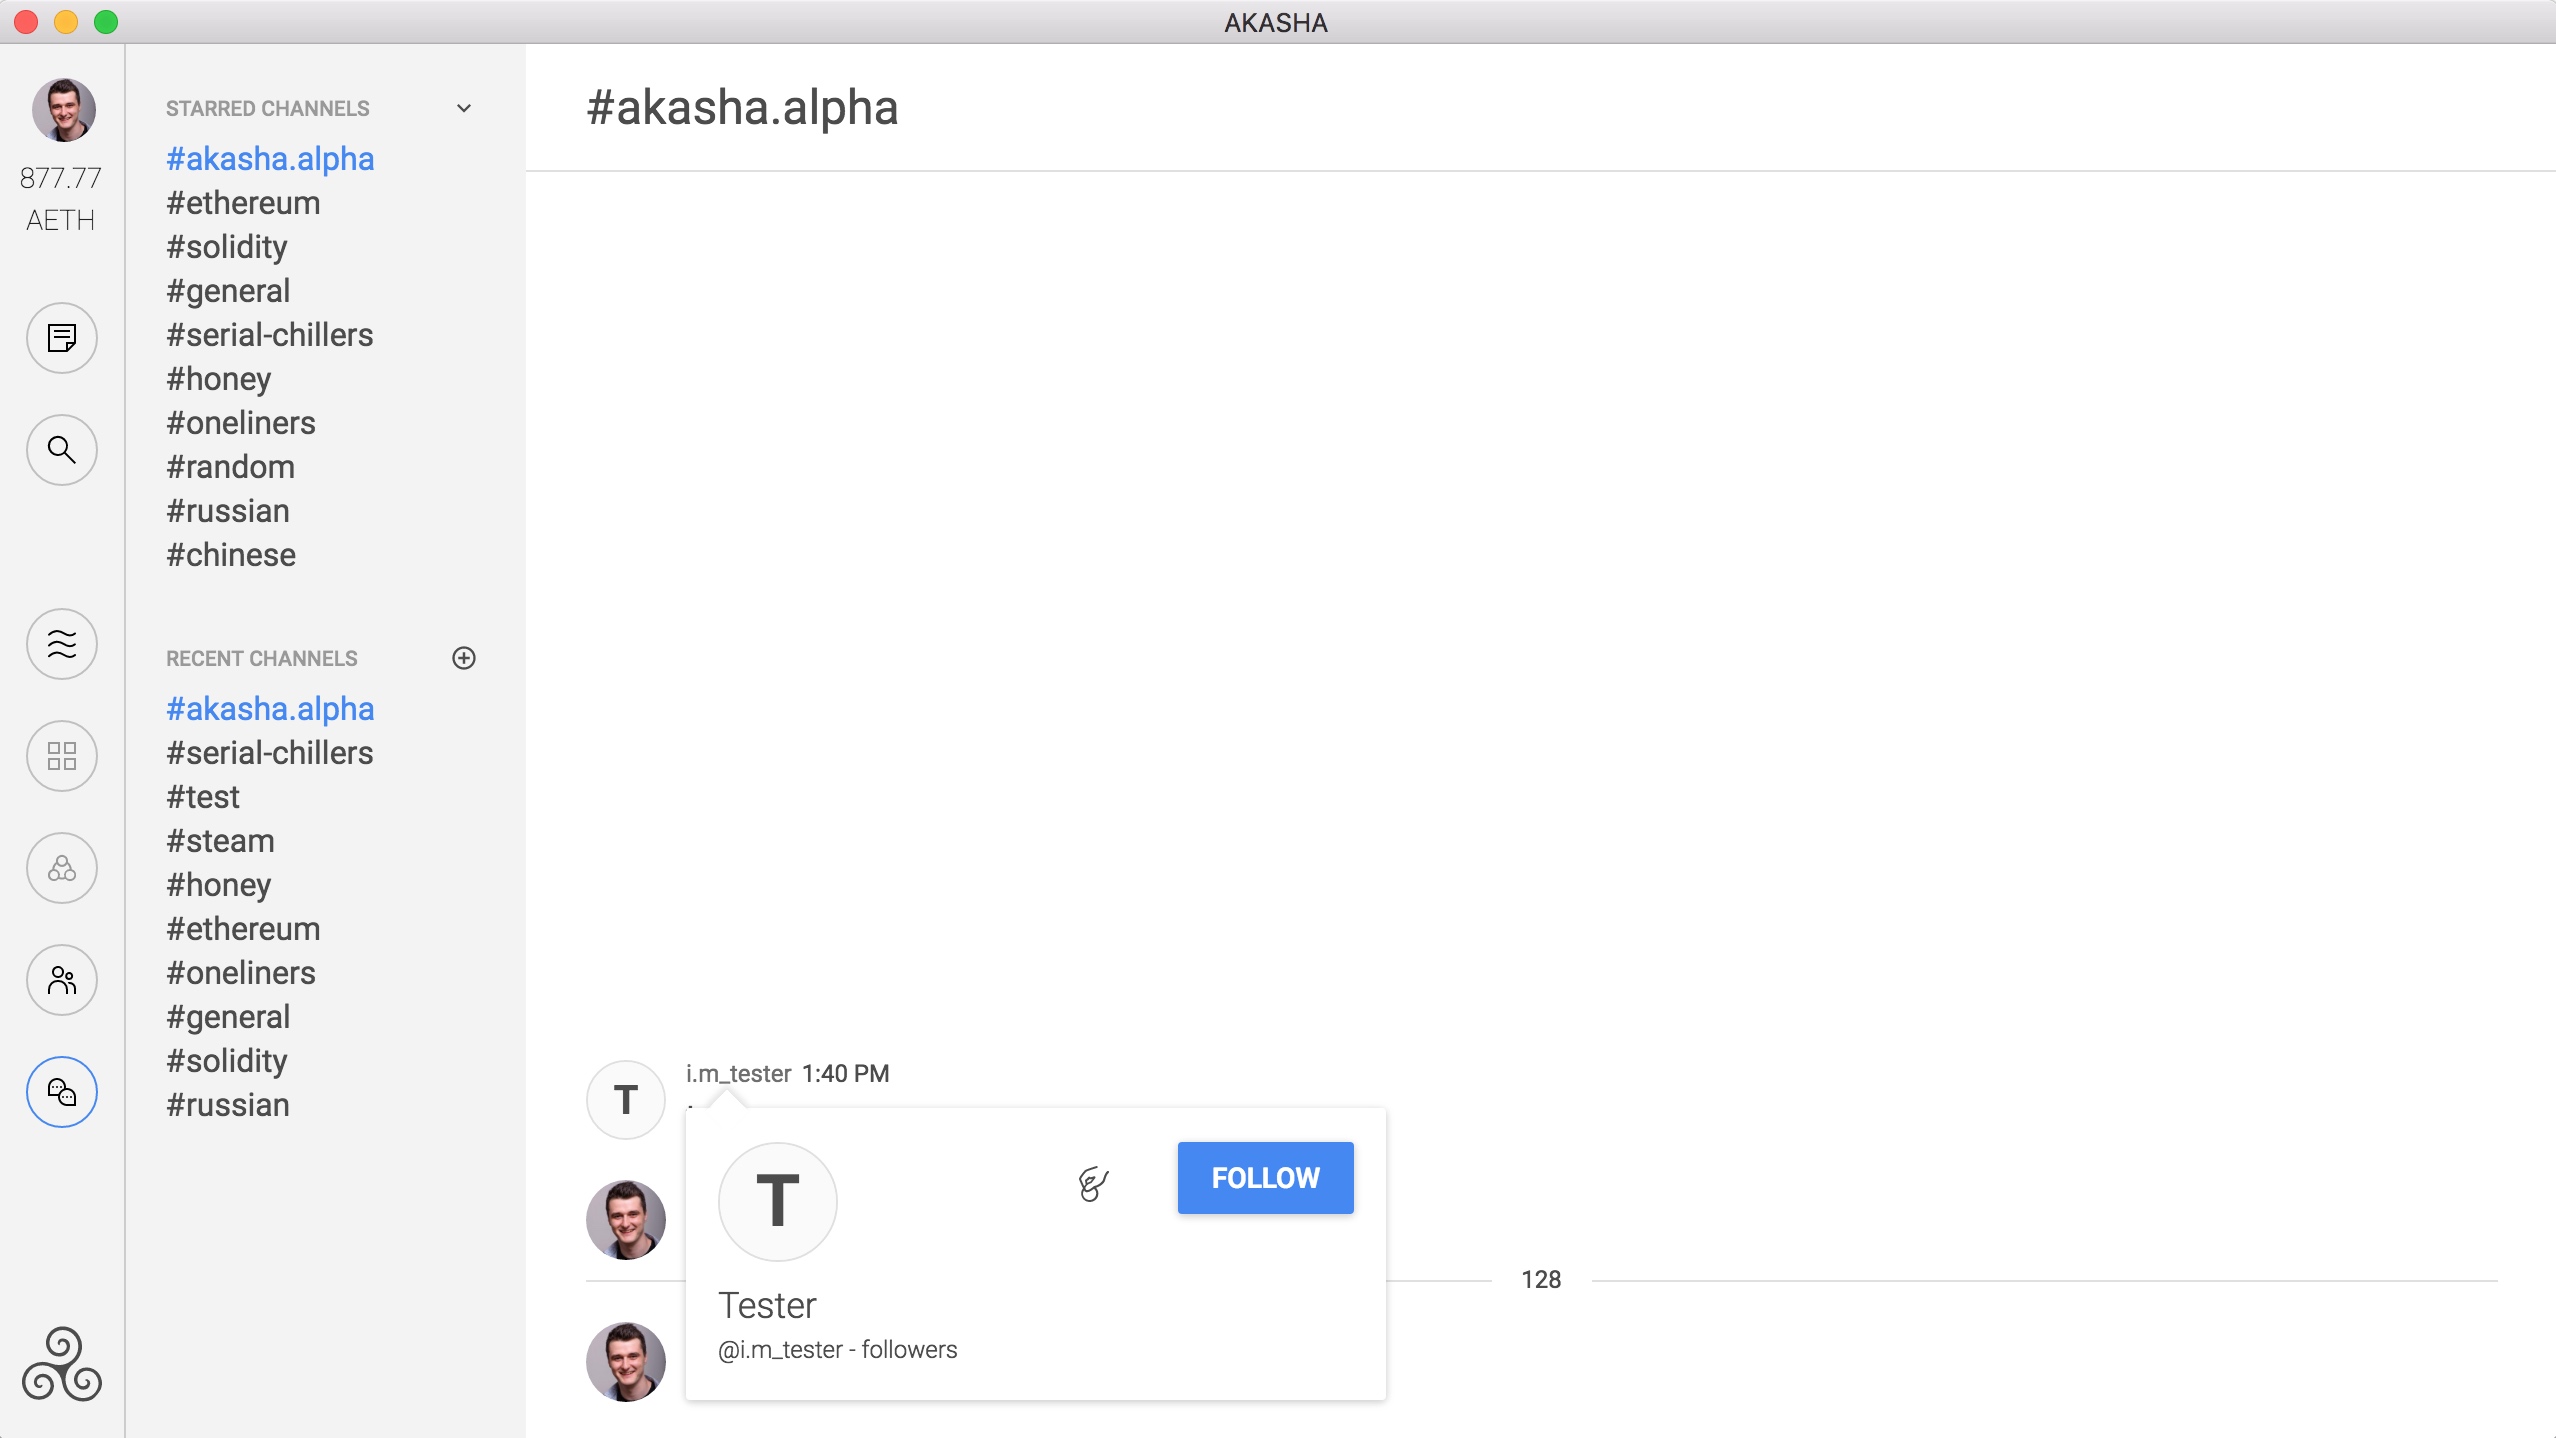 AKASHA
877.77
AETH
STARRED CHANNELS
#akasha.alpha
#ethereum
#solidity
#general
#serial-chillers
#honey
#oneliners
#random
#russian
#chinese
RECENT CHANNELS
#akasha.alpha
#serial-chillers
#test
#steam
#honey
#ethereum
#oneliners
#general
#solidity
#russian
#akasha.alpha
T
i.m_tester 1:40 PM
T
FOLLOW
Tester
@i.m_tester - followers
128